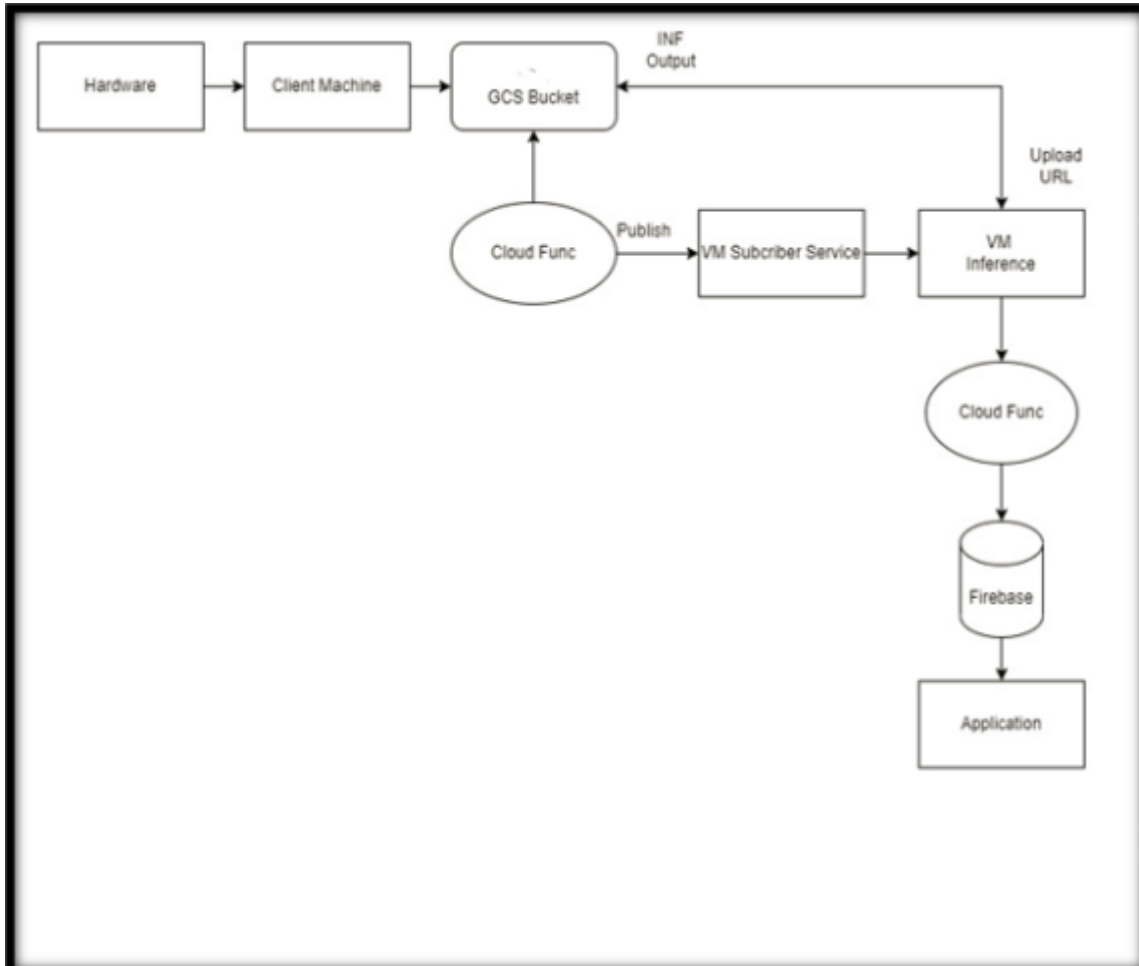 INF
Output
Hardware
Client Machine
GCS Bucket
Upload
URL
Publish
Cloud Func
VM Subcriber Service
VM
Inference
Cloud Func
Firebase
Application